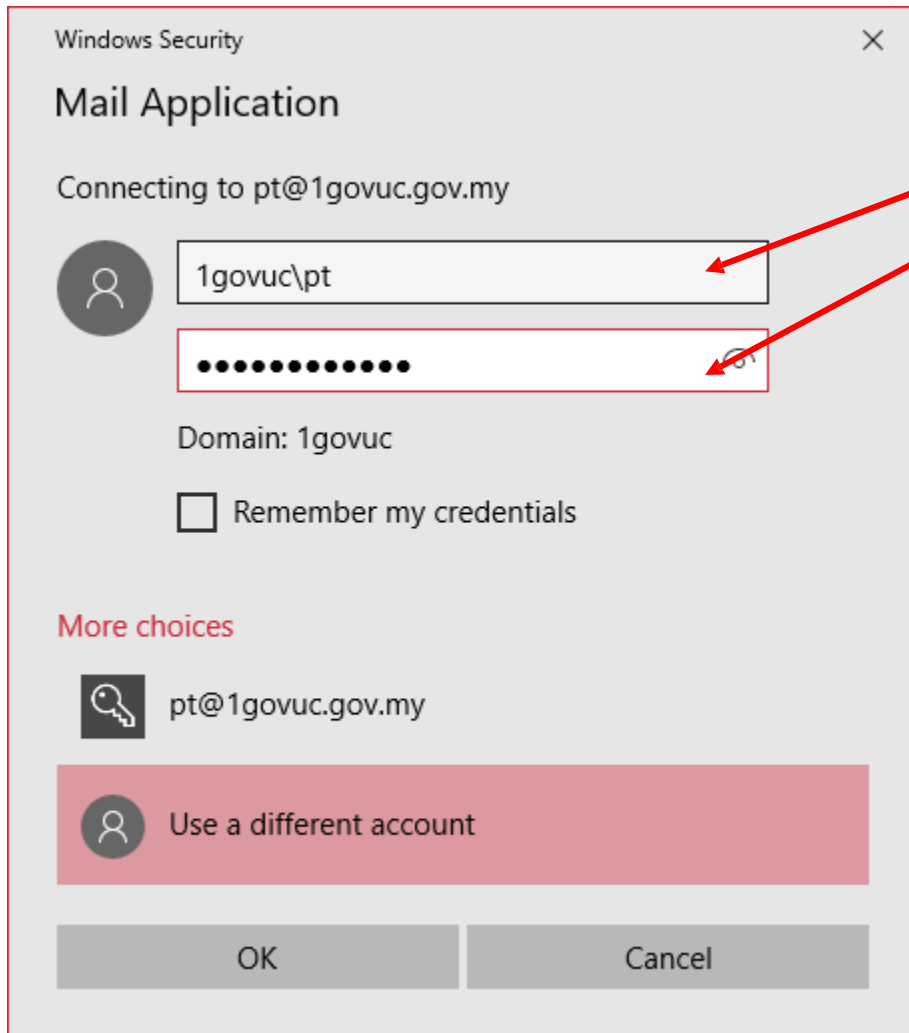 Windows Security
Mail Application
Connecting to pt@1govuc.gov.my
1govuc\pt
●●●●●●●●●●●●
Domain: 1govuc
Remember my credentials
More choices
pt@1govuc.gov.my
Use a different account
OK Cancel